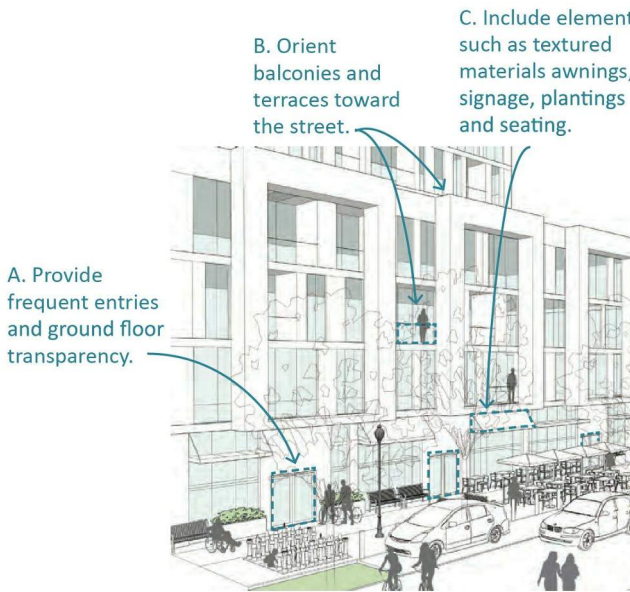 A. Provide
frequent entries
and ground floor
transparency.
B. Orient
balconies and
terraces toward
the street.
C. Include element
such as textured
materials awnings,
signage, plantings
and seating.